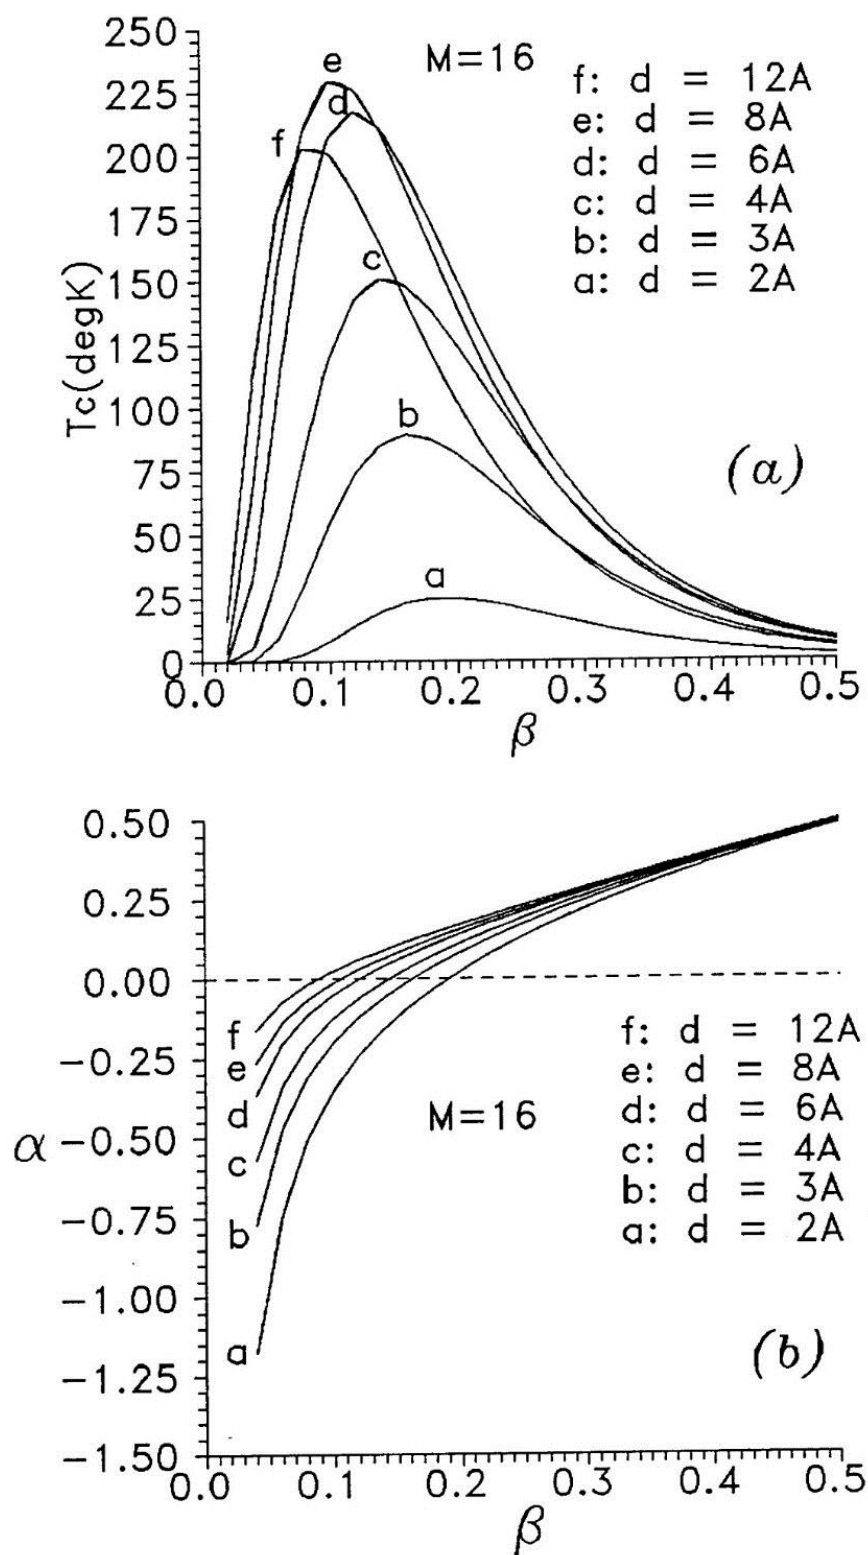 250
225
200
175
150
125
100
75
50
25
0
Tc(degK)
M=16
f: d = 12A
e: d = 8A
d: d = 6A
c: d = 4A
b: d = 3A
a: d = 2A
e
d
f
c
b
a
(a)
0.0 0.1 0.2 0.3 0.4 0.5
β
0.50
0.25
0.00
−0.25
−0.50
−0.75
−1.00
−1.25
−1.50
α
f
e
d
c
b
a
M=16
f: d = 12A
e: d = 8A
d: d = 6A
c: d = 4A
b: d = 3A
a: d = 2A
(b)
0.0 0.1 0.2 0.3 0.4 0.5
β